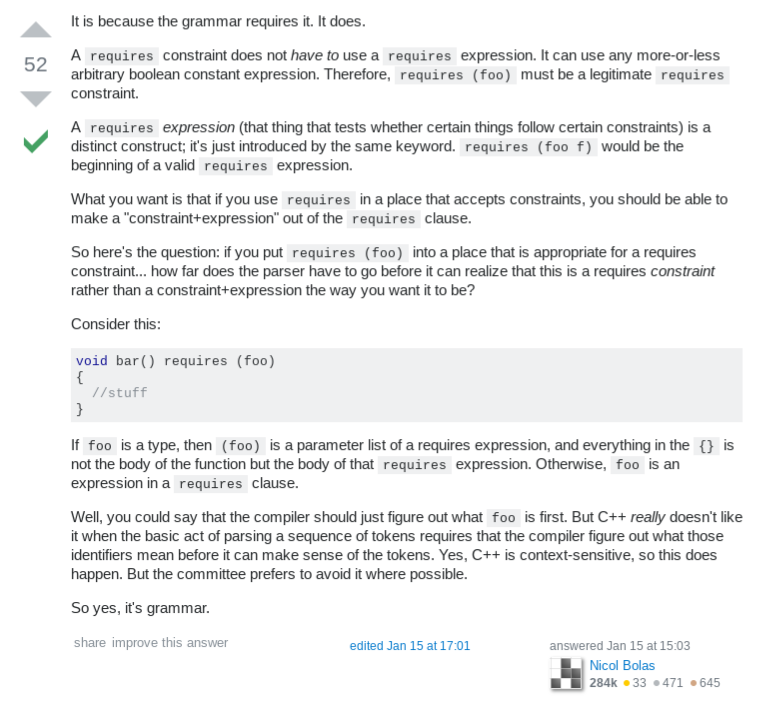 It is because the grammar requires it. It does.
A requires constraint does not have to use a requires expression. It can use any more-or-less
52
arbitrary boolean constant expression. Therefore, requires (foo) must be a legitimate requires
constraint.
A requires expression (that thing that tests whether certain things follow certain constraints) is a
distinct construct; it's just introduced by the same keyword. requires (foo f) would be the
beginning of a valid requires expression.
What you want is that if you use requires in a place that accepts constraints, you should be able to
make a "constraint+expression" out of the requires clause.
So here's the question: if you put requires (foo) into a place that is appropriate for a requires
constraint... how far does the parser have to go before it can realize that this is a requires constraint
rather than a constraint+expression the way you want it to be?
Consider this:
void bar() requires (foo)
{
//stuff
}
If foo is a type, then (foo) is a parameter list of a requires expression, and everything in the {} is
not the body of the function but the body of that requires expression. Otherwise, foo is an
expression in a requires clause.
Well, you could say that the compiler should just figure out what foo is first. But C++ really doesn't like
it when the basic act of parsing a sequence of tokens requires that the compiler figure out what those
identifiers mean before it can make sense of the tokens. Yes, C++ is context-sensitive, so this does
happen. But the committee prefers to avoid it where possible.
So yes, it's grammar.
share improve this answer
edited Jan 15 at 17:01
answered Jan 15 at 15:03
Nicol Bolas
284k 33 471 645